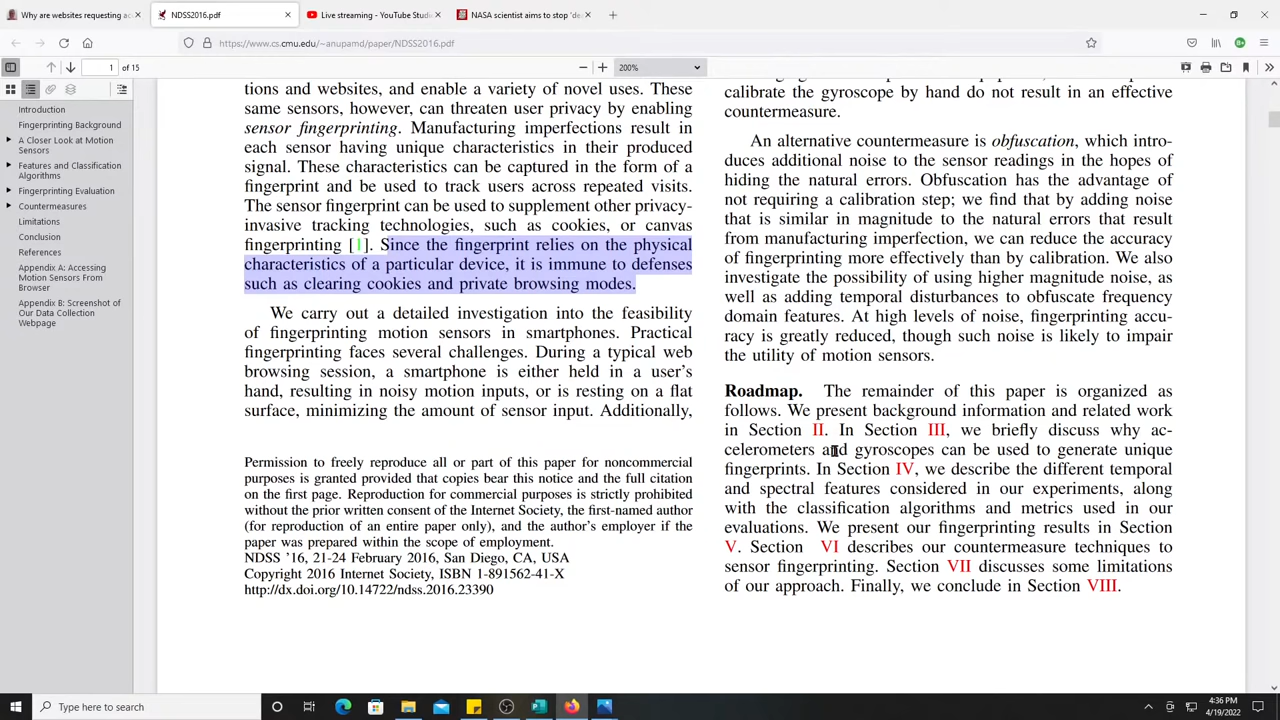 Why are websites requesting ac
NDSS2016.pdf
Live streaming - YouTube Studi
NASA scientist aims to stop 'de
https://www.cs.cmu.edu/~anupamd/paper/NDSS2016.pdf
1 of 15
200%
Introduction
Fingerprinting Background
A Closer Look at Motion
Sensors
Features and Classification
Algorithms
Fingerprinting Evaluation
Countermeasures
Limitations
Conclusion
References
Appendix A: Accessing
Motion Sensors From
Browser
Appendix B: Screenshot of
Our Data Collection
Webpage
tions and websites, and enable a variety of novel uses. These
same sensors, however, can threaten user privacy by enabling
sensor fingerprinting. Manufacturing imperfections result in
each sensor having unique characteristics in their produced
signal. These characteristics can be captured in the form of a
fingerprint and be used to track users across repeated visits.
The sensor fingerprint can be used to supplement other privacy-
invasive tracking technologies, such as cookies, or canvas
fingerprinting [1]. Since the fingerprint relies on the physical
characteristics of a particular device, it is immune to defenses
such as clearing cookies and private browsing modes.
We carry out a detailed investigation into the feasibility
of fingerprinting motion sensors in smartphones. Practical
fingerprinting faces several challenges. During a typical web
browsing session, a smartphone is either held in a user's
hand, resulting in noisy motion inputs, or is resting on a flat
surface, minimizing the amount of sensor input. Additionally,
Permission to freely reproduce all or part of this paper for noncommercial
purposes is granted provided that copies bear this notice and the full citation
on the first page. Reproduction for commercial purposes is strictly prohibited
without the prior written consent of the Internet Society, the first-named author
(for reproduction of an entire paper only), and the author's employer if the
paper was prepared within the scope of employment.
NDSS '16, 21-24 February 2016, San Diego, CA, USA
Copyright 2016 Internet Society, ISBN 1-891562-41-X
http://dx.doi.org/10.14722/ndss.2016.23390
calibrate the gyroscope by hand do not result in an effective
countermeasure.
An alternative countermeasure is obfuscation, which intro-
duces additional noise to the sensor readings in the hopes of
hiding the natural errors. Obfuscation has the advantage of
not requiring a calibration step; we find that by adding noise
that is similar in magnitude to the natural errors that result
from manufacturing imperfection, we can reduce the accuracy
of fingerprinting more effectively than by calibration. We also
investigate the possibility of using higher magnitude noise, as
well as adding temporal disturbances to obfuscate frequency
domain features. At high levels of noise, fingerprinting accu-
racy is greatly reduced, though such noise is likely to impair
the utility of motion sensors.
Roadmap. The remainder of this paper is organized as
follows. We present background information and related work
in Section II. In Section III, we briefly discuss why ac-
celerometers and gyroscopes can be used to generate unique
fingerprints. In Section IV, we describe the different temporal
and spectral features considered in our experiments, along
with the classification algorithms and metrics used in our
evaluations. We present our fingerprinting results in Section
V. Section VI describes our countermeasure techniques to
sensor fingerprinting. Section VII discusses some limitations
of our approach. Finally, we conclude in Section VIII.
Type here to search
4:36 PM
4/19/2022